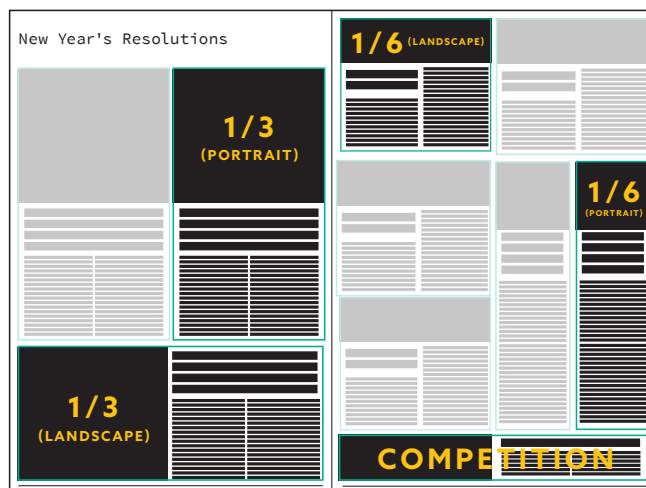 New Year's Resolutions
1/3
(PORTRAIT)
1/3
(LANDSCAPE)
1/6 (LANDSCAPE)
1/6
(PORTRAIT)
COMPETITION